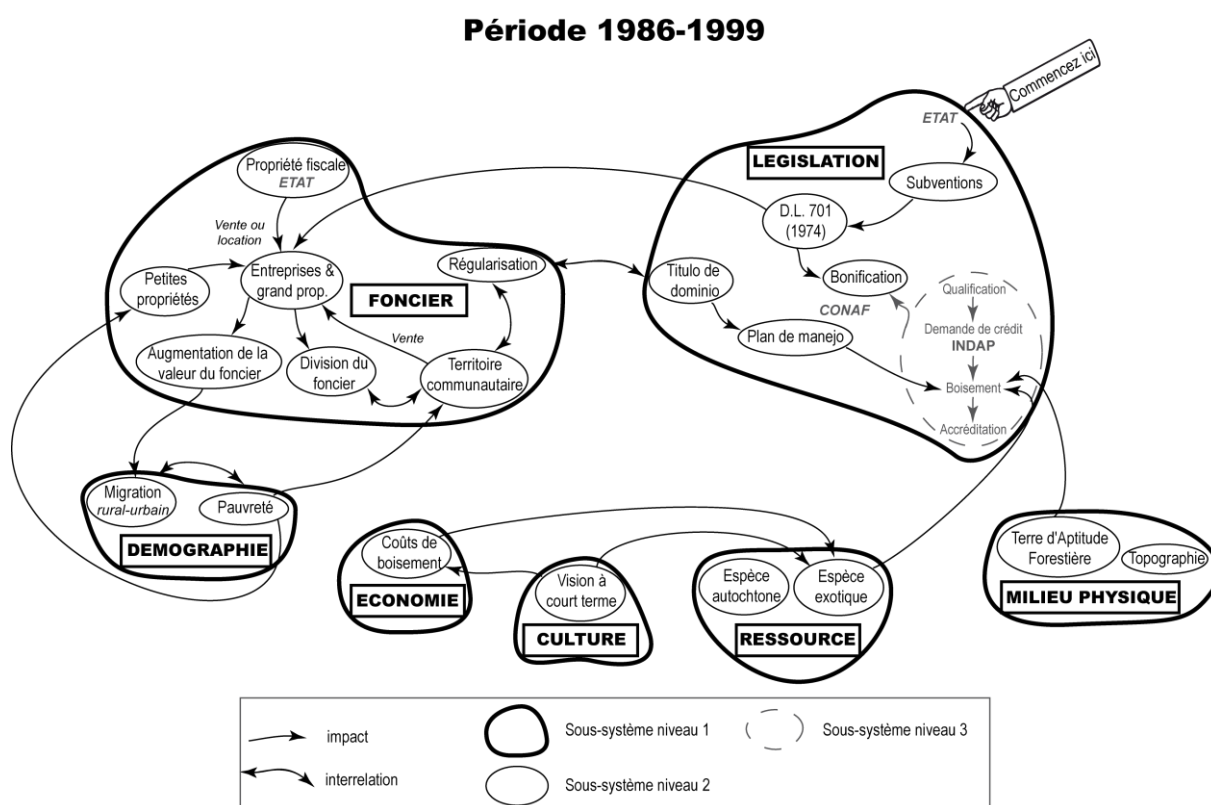 Période 1986-1999
Commencez ici
ETAT
LEGISLATION
Subventions
D.L. 701
(1974)
Titulo de
dominio
Bonification
CONAF
Plan de manejo
Qualification
Demande de crédit
INDAP
Boisement
Accréditation
Propriété fiscale
ETAT
Vente ou
location
Petites
propriétés
Entreprises &
grand prop.
Régularisation
FONCIER
Vente
Augmentation de la
valeur du foncier
Division du
foncier
Territoire
communautaire
Migration
rural-urbain
Pauvreté
DEMOGRAPHIE
Coûts de
boisement
ECONOMIE
Vision à
court terme
CULTURE
Espèce
autochtone
Espèce
exotique
RESSOURCE
Terre d'Aptitude
Forestière
Topographie
MILIEU PHYSIQUE
impact
interrelation
Sous-système niveau 1
Sous-système niveau 2
Sous-système niveau 3